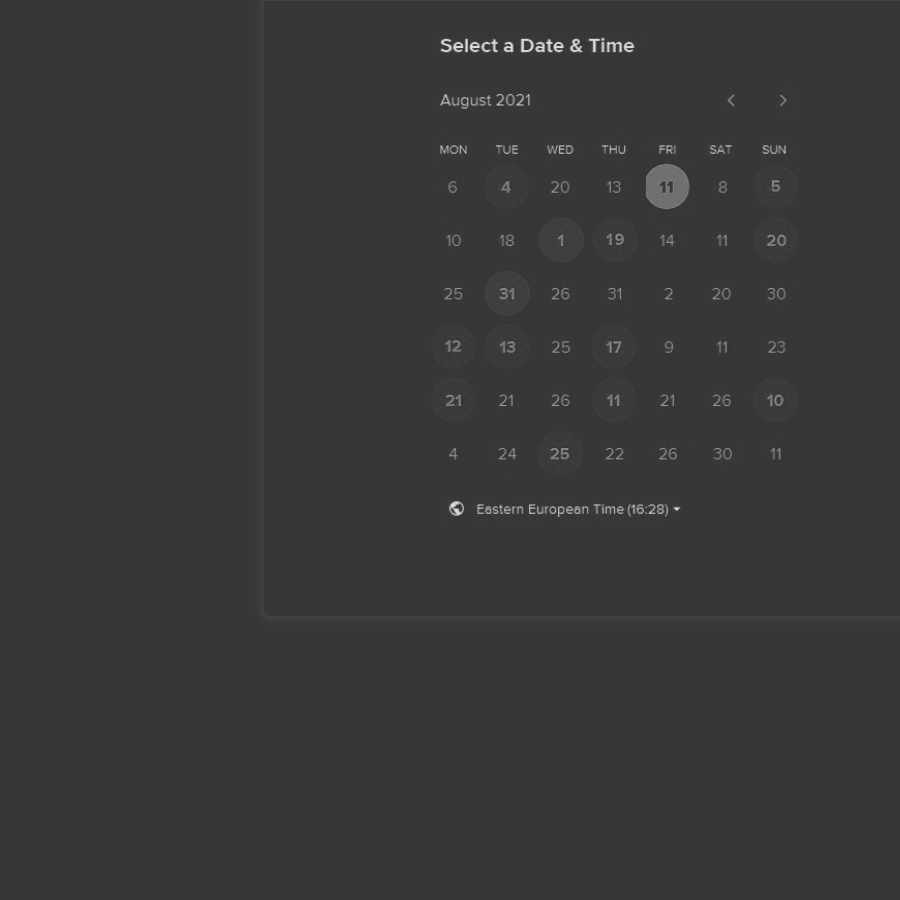 Select a Date & Time
August 2021
MON TUE WED THU FRI SAT SUN
6 4 20 13 11 8 5
10 18 1 19 14 11 20
25 31 26 31 2 20 30
12 13 25 17 9 11 23
21 21 26 11 21 26 10
4 24 25 22 26 30 11
Eastern European Time (16:28)